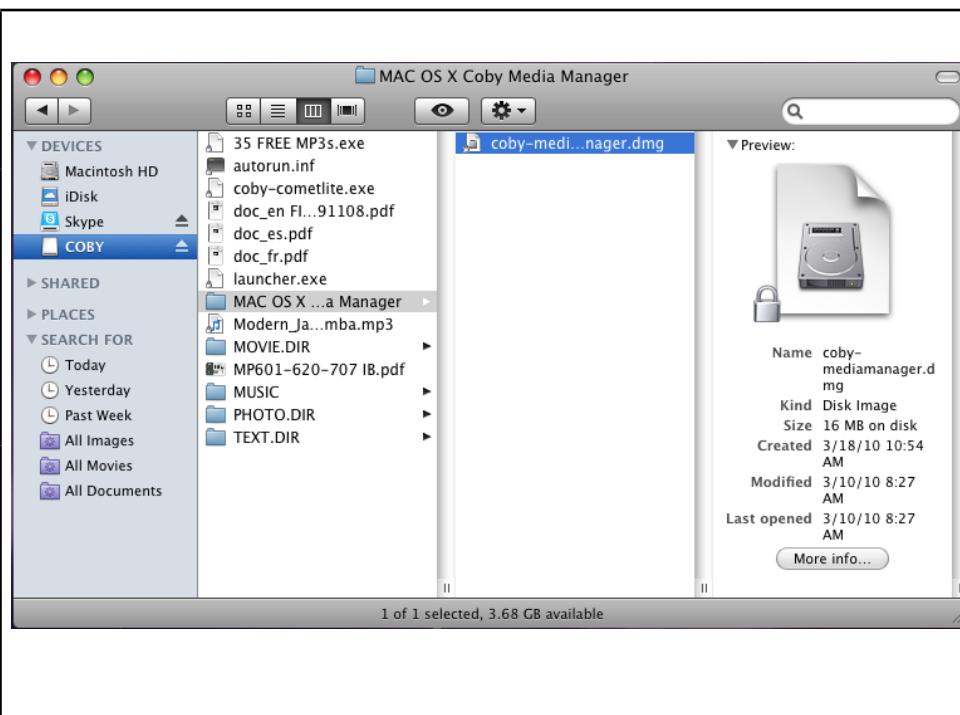 MAC OS X Coby Media Manager
DEVICES
Macintosh HD
iDisk
Skype
COBY
SHARED
PLACES
SEARCH FOR
Today
Yesterday
Past Week
All Images
All Movies
All Documents
35 FREE MP3s.exe
autorun.inf
coby-cometlite.exe
doc_en FI...91108.pdf
doc_es.pdf
doc_fr.pdf
launcher.exe
MAC OS X ...a Manager
Modern_Ja...mba.mp3
MOVIE.DIR
MP601-620-707 IB.pdf
MUSIC
PHOTO.DIR
TEXT.DIR
coby-medi...nager.dmg
Preview:
Name coby-
mediamanager.d
mg
Kind Disk Image
Size 16 MB on disk
Created 3/18/10 10:54
AM
Modified 3/10/10 8:27
AM
Last opened 3/10/10 8:27
AM
More info...
1 of 1 selected, 3.68 GB available